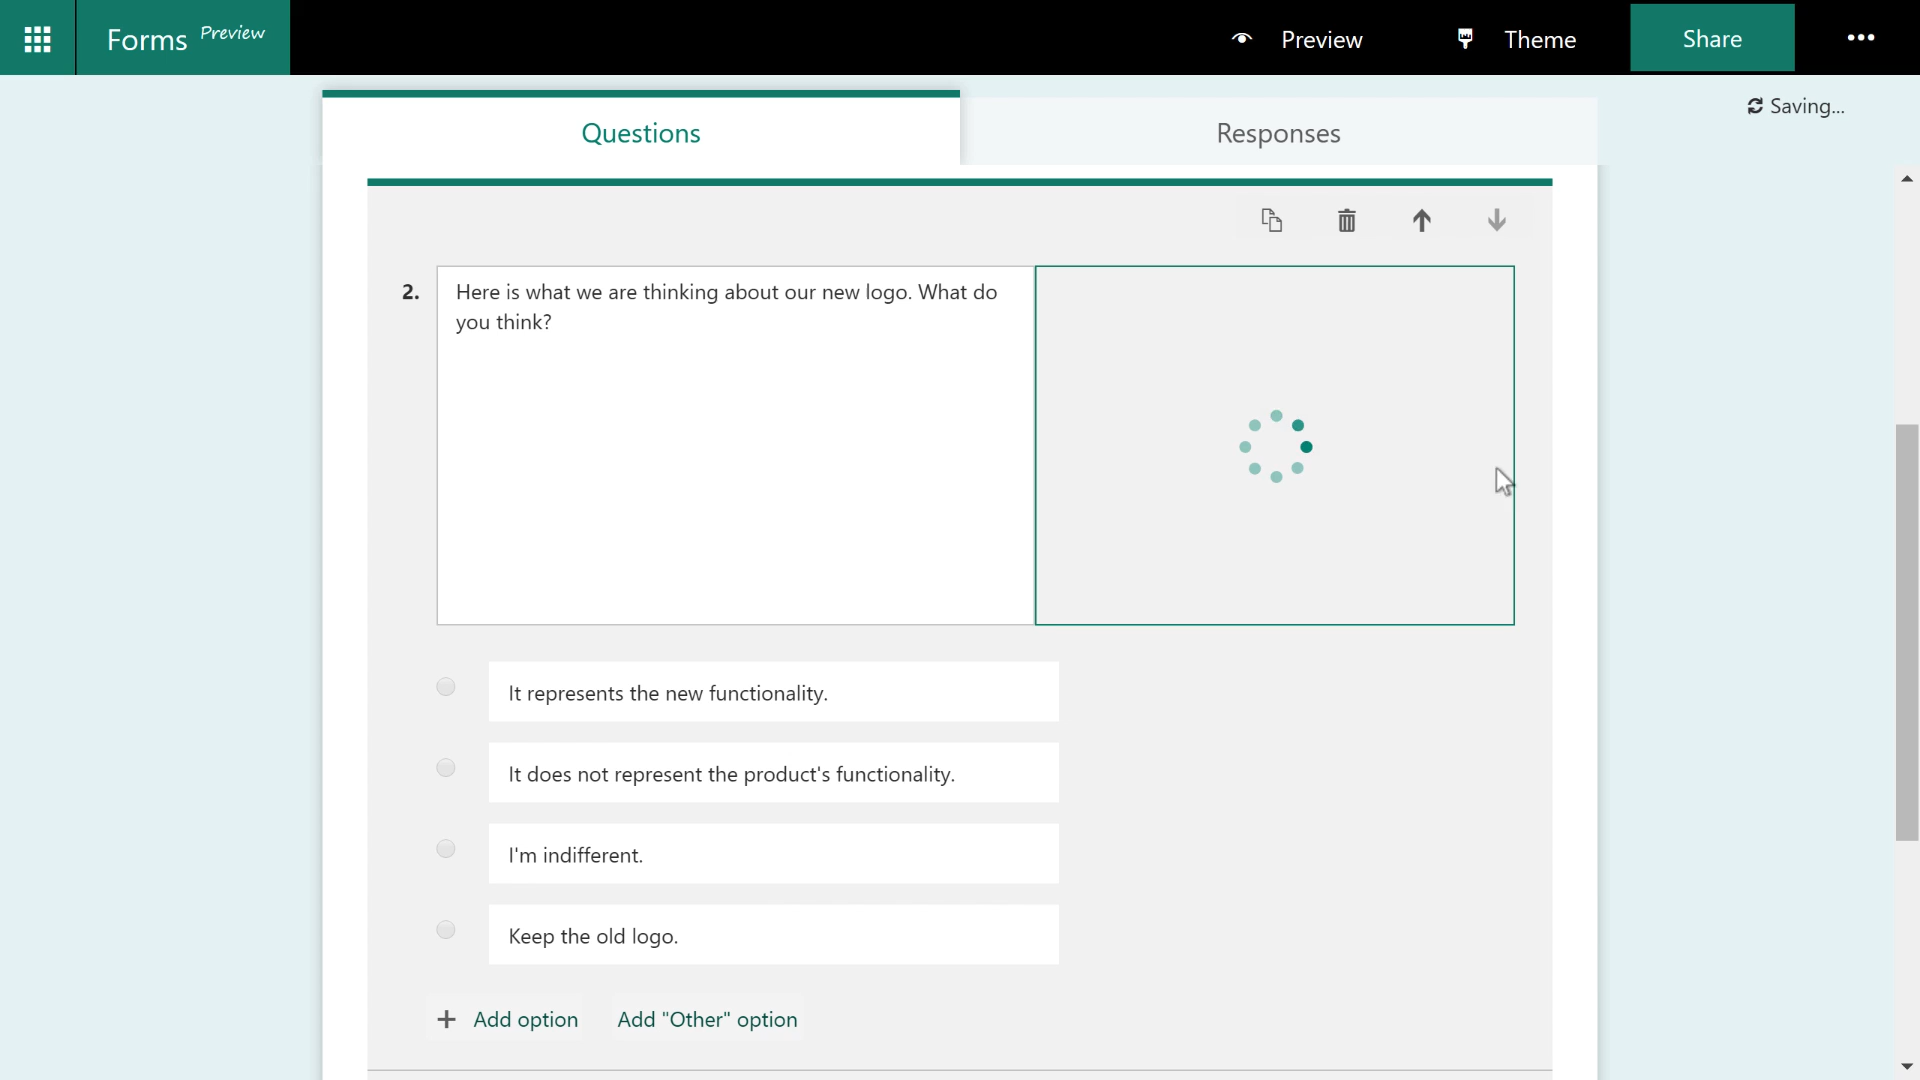 Forms Preview
Preview
Theme
Share
Saving...
Questions
Responses
2.
Here is what we are thinking about our new logo. What do
you think?
It represents the new functionality.
It does not represent the product's functionality.
I'm indifferent.
Keep the old logo.
+ Add option
Add "Other" option